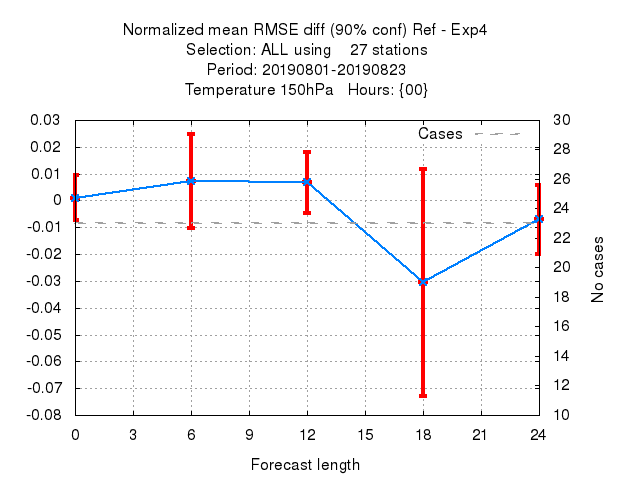 Normalized mean RMSE diff (90% conf) Ref - Exp4
Selection: ALL using    27 stations
Period: 20190801-20190823
Temperature 150hPa   Hours: {00}
Cases
0.03
0.02
0.01
0
-0.01
-0.02
-0.03
-0.04
-0.05
-0.06
-0.07
-0.08
30
28
26
24
22
20
18
16
14
12
10
No cases
0 3 6 9 12 15 18 21 24
Forecast length